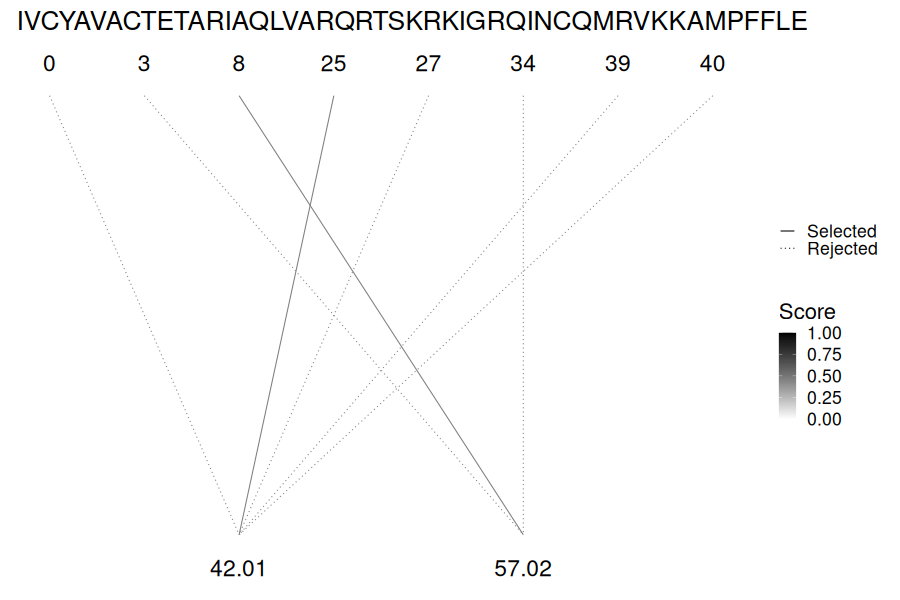 IVCYAVACTETARIAQLVARQRTSKRKIGRQINCQMRVKKAMPFFLE
0 3 8 25 27 34 39 40
Selected
Rejected
Score
1.00
0.75
0.50
0.25
0.00
42.01 57.02